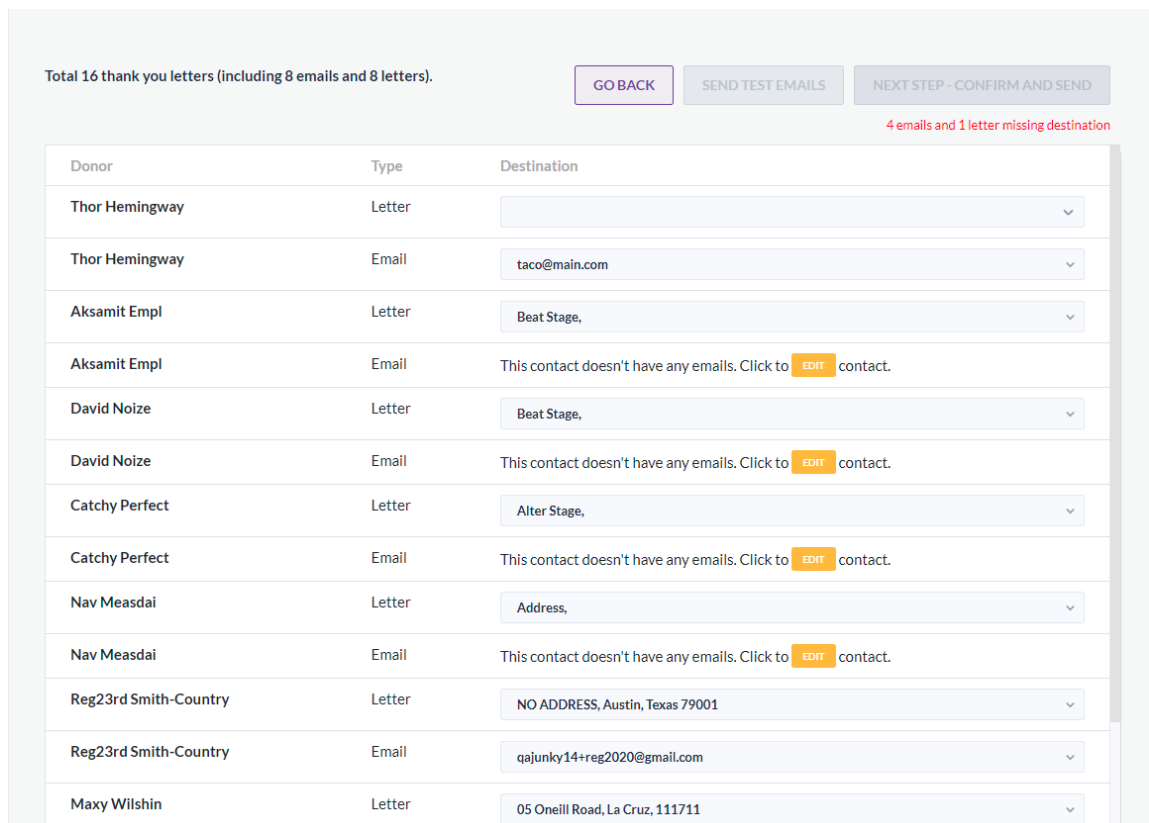 Total 16 thank you letters (including 8 emails and 8 letters).
GO BACK SEND TEST EMAILS NEXT STEP - CONFIRM AND SEND
4 emails and 1 letter missing destination
Donor Type Destination
Thor Hemingway Letter
Thor Hemingway Email taco@main.com
Aksamit Empl Letter Beat Stage,
Aksamit Empl Email This contact doesn't have any emails. Click to EDIT contact.
David Noize Letter Beat Stage,
David Noize Email This contact doesn't have any emails. Click to EDIT contact.
Catchy Perfect Letter Alter Stage,
Catchy Perfect Email This contact doesn't have any emails. Click to EDIT contact.
Nav Measdai Letter Address,
Nav Measdai Email This contact doesn't have any emails. Click to EDIT contact.
Reg23rd Smith-Country Letter NO ADDRESS, Austin, Texas 79001
Reg23rd Smith-Country Email qajunky14+reg2020@gmail.com
Maxy Wilshin Letter 05 Oneill Road, La Cruz, 111711